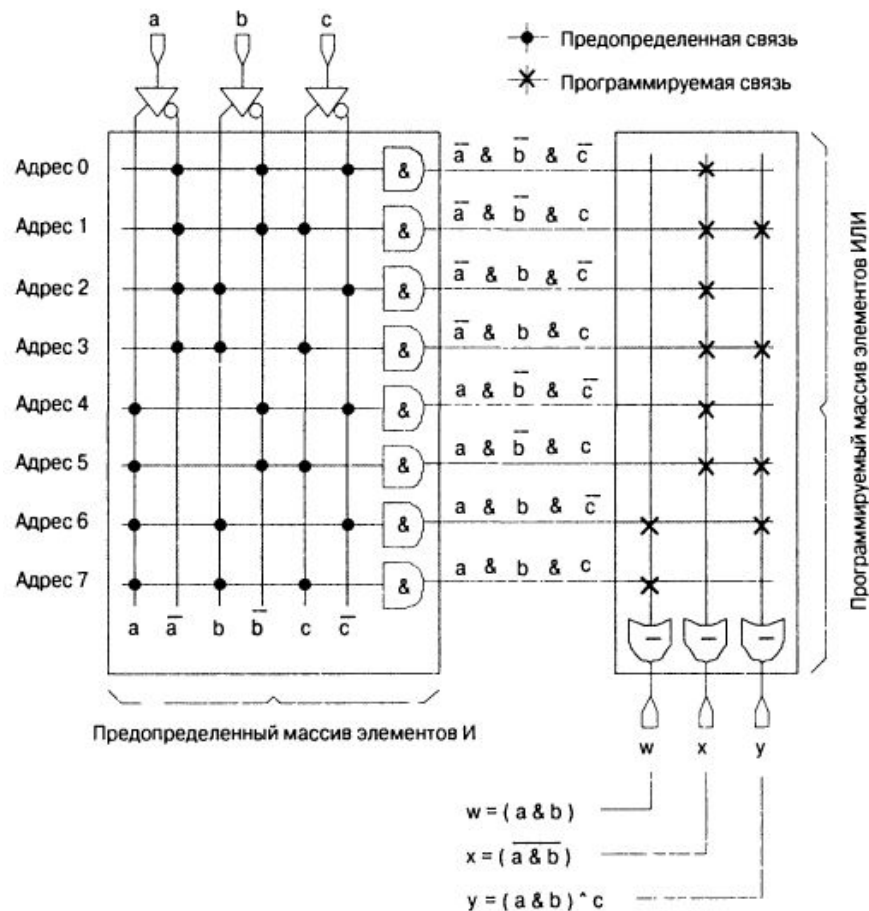 a b c
Предопределенная связь
Программируемая связь
Адрес 0 & a̅ & b̅ & c̅
Адрес 1 & a̅ & b̅ & c
Адрес 2 & a̅ & b & c̅
Адрес 3 & a̅ & b & c
Адрес 4 & a & b̅ & c̅
Адрес 5 & a & b̅ & c
Адрес 6 & a & b & c̅
Адрес 7 & a & b & c
a a̅ b b̅ c c̅
Программируемый массив элементов ИЛИ
Предопределенный массив элементов И
w x y
w = ( a & b )
x = ( a̅ ̅&̅ ̅b̅ )
y = ( a & b ) ^ c